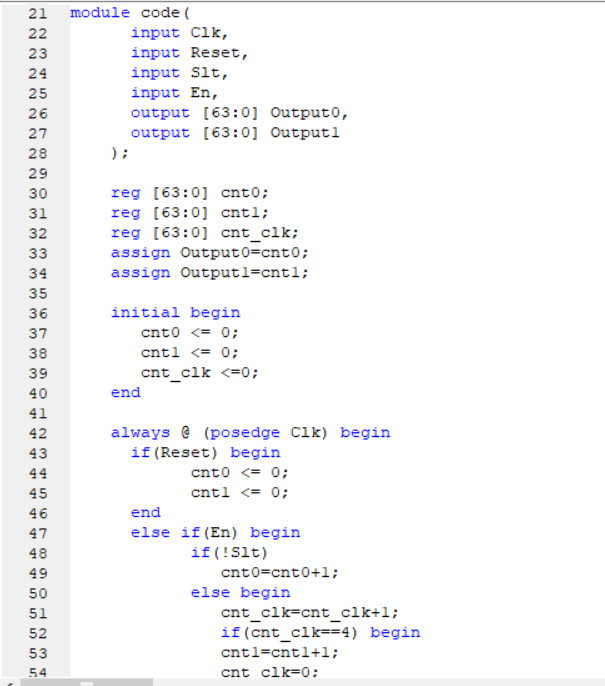 21 module code(
22 input Clk,
23 input Reset,
24 input Slt,
25 input En,
26 output [63:0] Output0,
27 output [63:0] Output1
28 );
29
30 reg [63:0] cnt0;
31 reg [63:0] cnt1;
32 reg [63:0] cnt_clk;
33 assign Output0=cnt0;
34 assign Output1=cnt1;
35
36 initial begin
37 cnt0 <= 0;
38 cnt1 <= 0;
39 cnt_clk <=0;
40 end
41
42 always @ (posedge Clk) begin
43 if(Reset) begin
44 cnt0 <= 0;
45 cnt1 <= 0;
46 end
47 else if(En) begin
48 if(!Slt)
49 cnt0=cnt0+1;
50 else begin
51 cnt_clk=cnt_clk+1;
52 if(cnt_clk==4) begin
53 cnt1=cnt1+1;
54 cnt_clk=0;